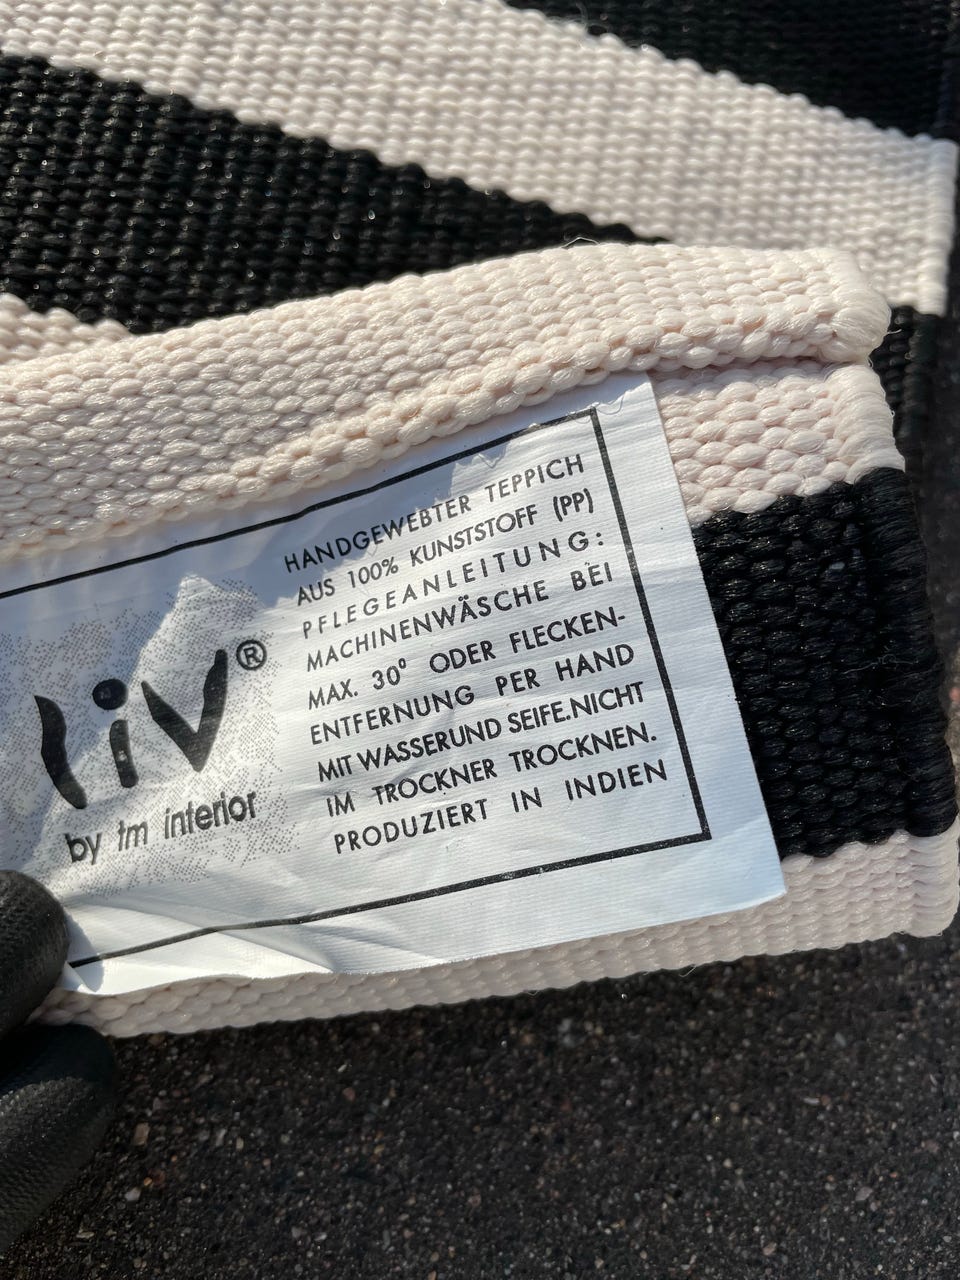 liv®
by tm interior
HANDGEWEBTER TEPPICH
AUS 100% KUNSTSTOFF (PP)
PFLEGEANLEITUNG:
MACHINENWÄSCHE BEI
MAX. 30° ODER FLECKEN-
ENTFERNUNG PER HAND
MIT WASSERUND SEIFE.NICHT
IM TROCKNER TROCKNEN.
PRODUZIERT IN INDIEN